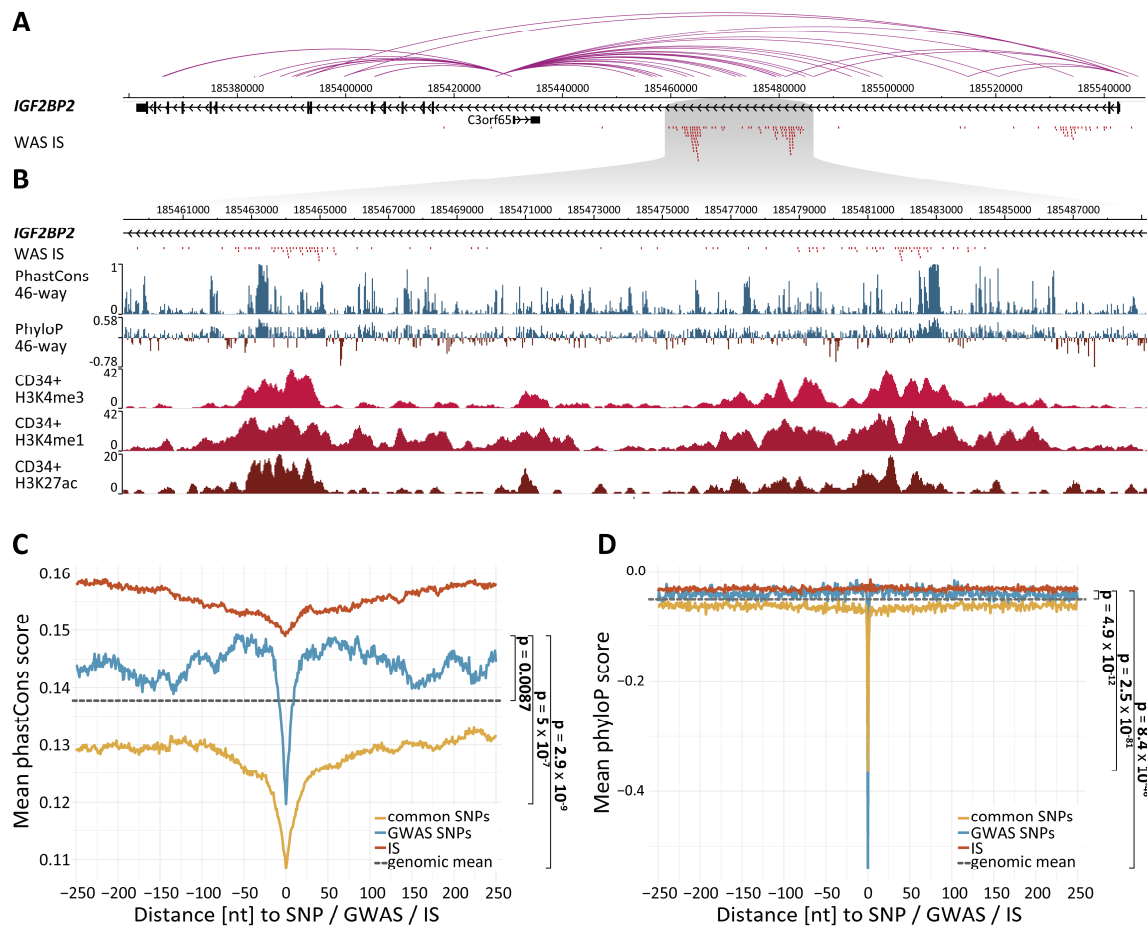 A
185380000 185400000 185420000 185440000 185460000 185480000 185500000 185520000 185540000
IGF2BP2
C3orf65
WAS IS
B
185461000 185463000 185465000 185467000 185469000 185471000 185473000 185475000 185477000 185479000 185481000 185483000 185485000 185487000
IGF2BP2
WAS IS
PhastCons
46-way
1
0
PhyloP
46-way
0.58
-0.78
CD34+
H3K4me3
42
0
CD34+
H3K4me1
42
0
CD34+
H3K27ac
20
0
C
Mean phastCons score
0.16
0.15
0.14
0.13
0.12
0.11
−250 −200 −150 −100 −50 0 50 100 150 200 250
Distance [nt] to SNP / GWAS / IS
common SNPs
GWAS SNPs
IS
genomic mean
p = 0.0087
p = 5 x 10-7
p = 2.9 x 10-9
D
Mean phyloP score
0.0
−0.2
−0.4
−250 −200 −150 −100 −50 0 50 100 150 200 250
Distance [nt] to SNP / GWAS / IS
common SNPs
GWAS SNPs
IS
genomic mean
p = 4.9 x 10-12
p = 2.5 x 10-81